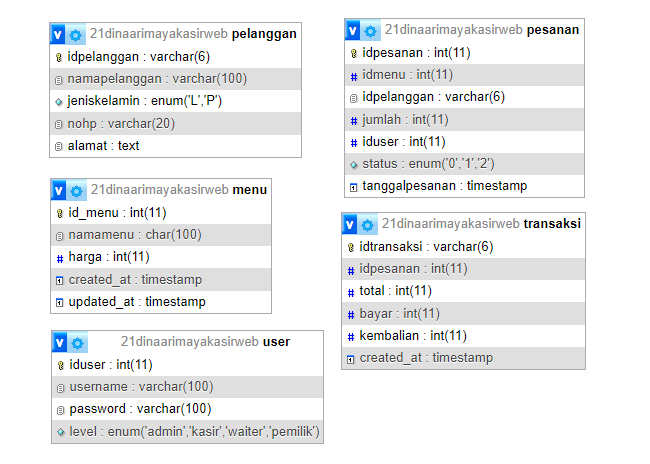 21dinaarimayakasirweb pelanggan
idpelanggan : varchar(6)
namapelanggan : varchar(100)
jeniskelamin : enum('L','P')
nohp : varchar(20)
alamat : text
21dinaarimayakasirweb menu
id_menu : int(11)
namamenu : char(100)
harga : int(11)
created_at : timestamp
updated_at : timestamp
21dinaarimayakasirweb user
iduser : int(11)
username : varchar(100)
password : varchar(100)
level : enum('admin','kasir','waiter','pemilik')
21dinaarimayakasirweb pesanan
idpesanan : int(11)
idmenu : int(11)
idpelanggan : varchar(6)
jumlah : int(11)
iduser : int(11)
status : enum('0','1','2')
tanggalpesanan : timestamp
21dinaarimayakasirweb transaksi
idtransaksi : varchar(6)
idpesanan : int(11)
total : int(11)
bayar : int(11)
kembalian : int(11)
created_at : timestamp